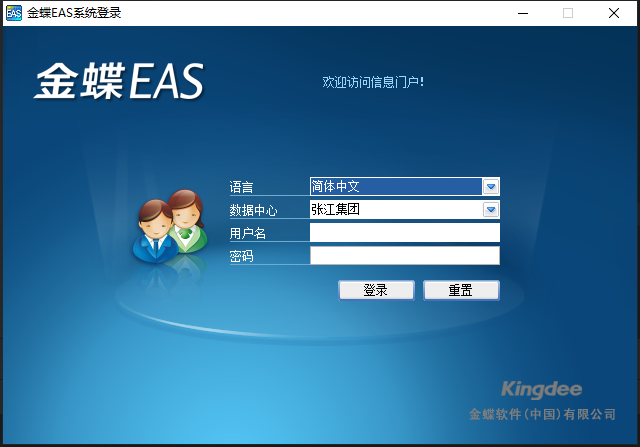 EAS 金蝶EAS系统登录
金蝶EAS
欢迎访问信息门户!
语言 简体中文
数据中心 张江集团
用户名
密码
登录 重置
Kingdee
金蝶软件(中国)有限公司